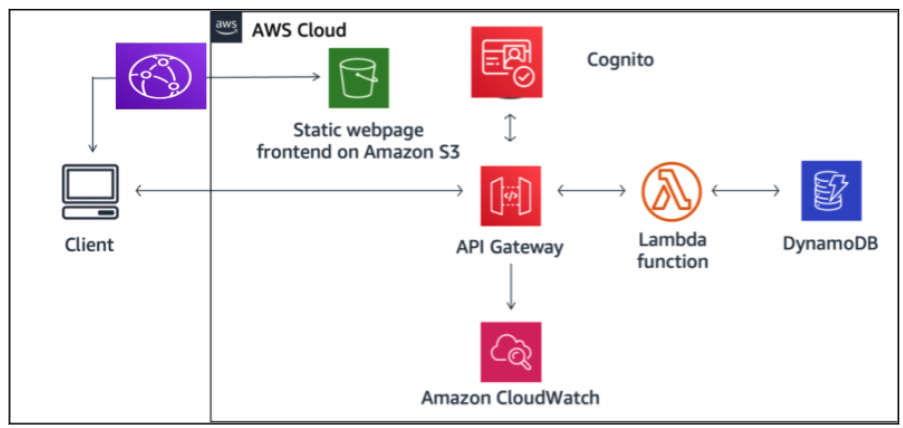 aws
AWS Cloud
Cognito
Static webpage
frontend on Amazon S3
</>
Client
API Gateway
Lambda
function
DynamoDB
Amazon CloudWatch